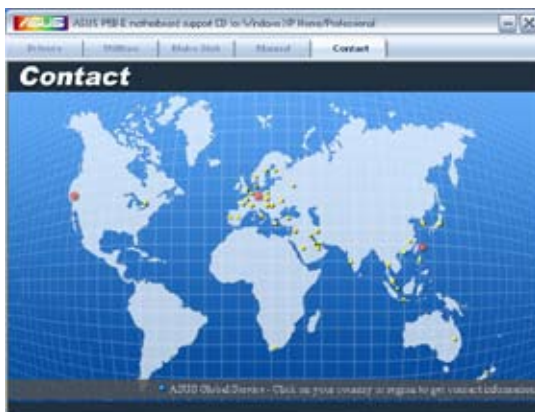 ASUS ASUS P5B-E motherboard support CD for Windows XP Home/Professional
Drivers Utilities Make Disk Manual Contact
Contact
ASUS Global Service - Click on your country or region to get contact information